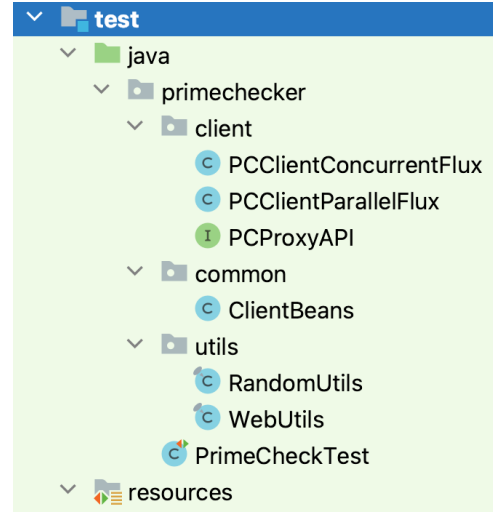 test
java
primechecker
client
C PCClientConcurrentFlux
C PCClientParallelFlux
I PCProxyAPI
common
C ClientBeans
utils
C RandomUtils
C WebUtils
C PrimeCheckTest
resources